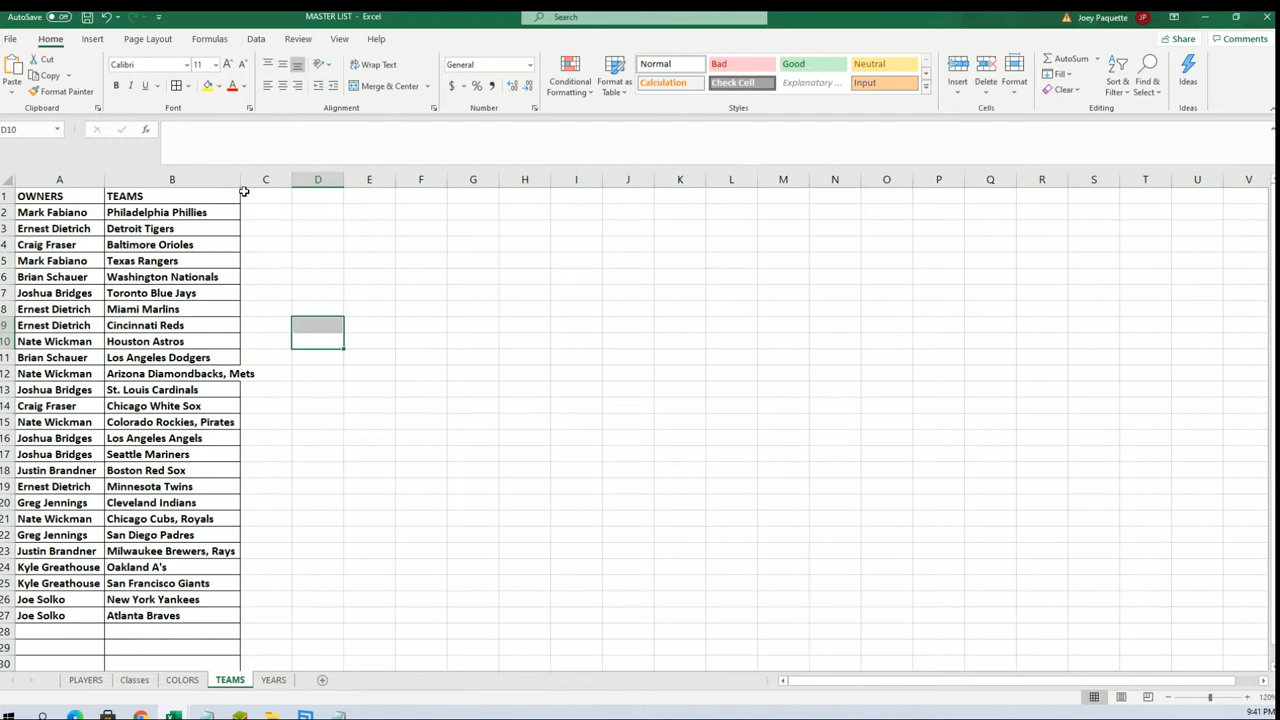 AutoSave Off MASTER LIST - Excel Search Joey Paquette JP
File Home Insert Page Layout Formulas Data Review View Help Share Comments
Paste Cut Copy Format Painter Clipboard
Calibri 11 B I U Font
Wrap Text Merge & Center Alignment
General $ % Number
Conditional Formatting Format as Table
Normal Bad Good Neutral
Calculation Check Cell Explanatory ... Input
Styles
Insert Delete Format Cells
AutoSum Fill Clear Sort & Filter Find & Select Editing
Ideas Ideas
D10 fx
A B C D E F G H I J K L M N O P Q R S T U V
1 OWNERS TEAMS
2 Mark Fabiano Philadelphia Phillies
3 Ernest Dietrich Detroit Tigers
4 Craig Fraser Baltimore Orioles
5 Mark Fabiano Texas Rangers
6 Brian Schauer Washington Nationals
7 Joshua Bridges Toronto Blue Jays
8 Ernest Dietrich Miami Marlins
9 Ernest Dietrich Cincinnati Reds
10 Nate Wickman Houston Astros
11 Brian Schauer Los Angeles Dodgers
12 Nate Wickman Arizona Diamondbacks, Mets
13 Joshua Bridges St. Louis Cardinals
14 Craig Fraser Chicago White Sox
15 Nate Wickman Colorado Rockies, Pirates
16 Joshua Bridges Los Angeles Angels
17 Joshua Bridges Seattle Mariners
18 Justin Brandner Boston Red Sox
19 Ernest Dietrich Minnesota Twins
20 Greg Jennings Cleveland Indians
21 Nate Wickman Chicago Cubs, Royals
22 Greg Jennings San Diego Padres
23 Justin Brandner Milwaukee Brewers, Rays
24 Kyle Greathouse Oakland A's
25 Kyle Greathouse San Francisco Giants
26 Joe Solko New York Yankees
27 Joe Solko Atlanta Braves
28
29
30
PLAYERS Classes COLORS TEAMS YEARS
120%
9:41 PM